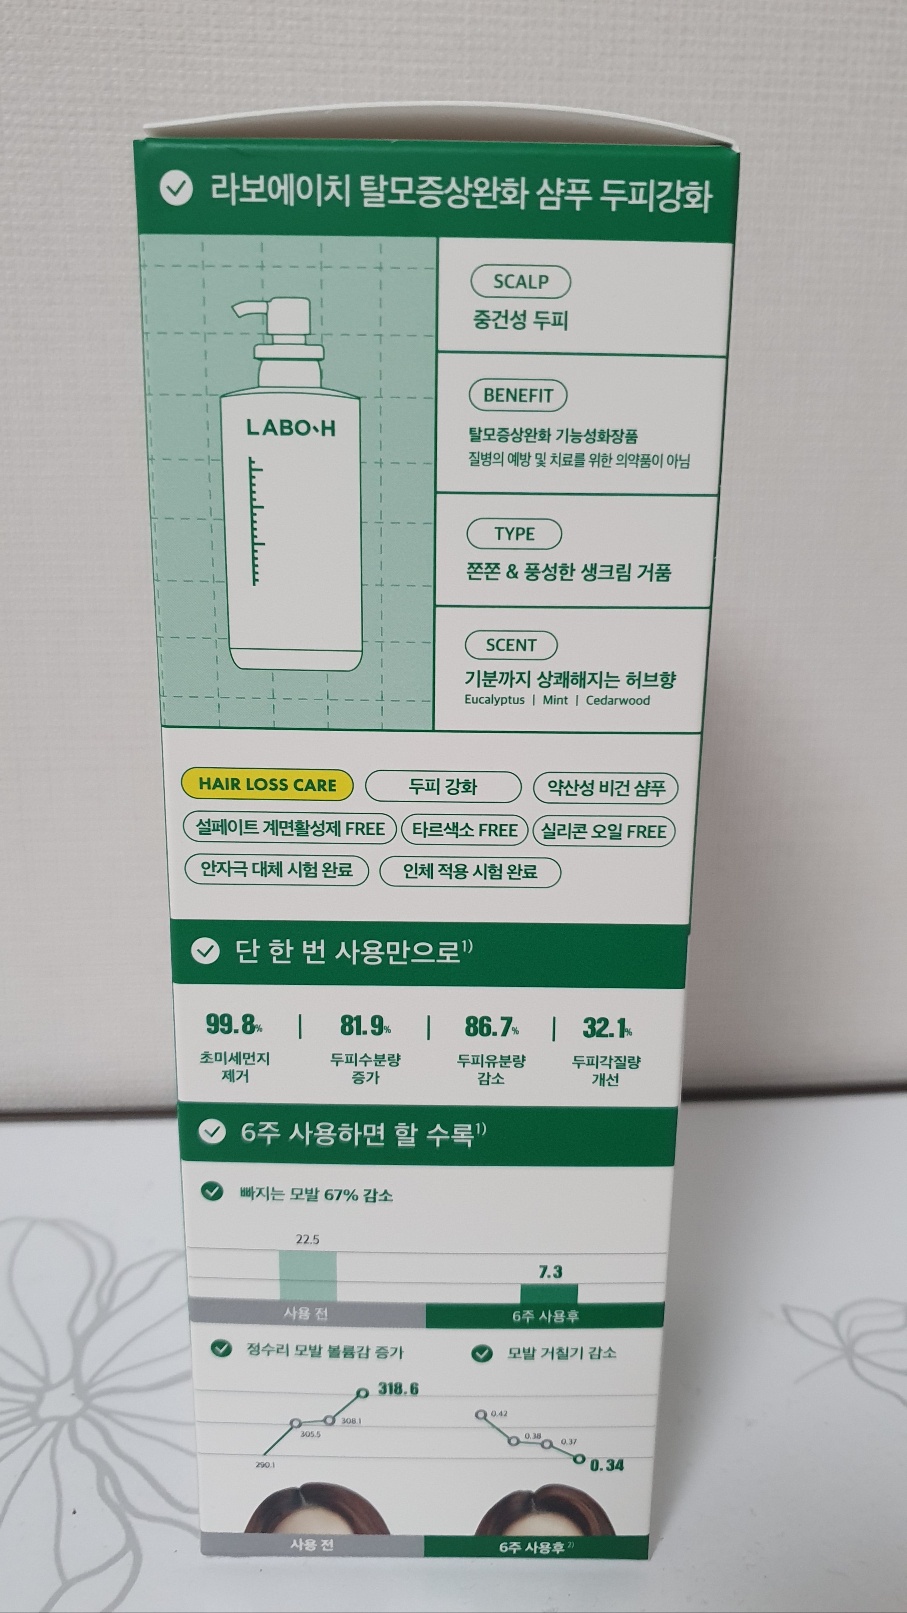 라보에이치 탈모증상완화 샴푸 두피강화
LABO-H
SCALP
중건성 두피
BENEFIT
탈모증상완화 기능성화장품
질병의 예방 및 치료를 위한 의약품이 아님
TYPE
쫀쫀 & 풍성한 생크림 거품
SCENT
기분까지 상쾌해지는 허브향
Eucalyptus | Mint | Cedarwood
HAIR LOSS CARE 두피 강화 약산성 비건 샴푸
설페이트 계면활성제 FREE 타르색소 FREE 실리콘 오일 FREE
안자극 대체 시험 완료 인체 적용 시험 완료
단 한 번 사용만으로1)
99.8% | 81.9% | 86.7% | 32.1%
초미세먼지 두피수분량 두피유분량 두피각질량
제거 증가 감소 개선
6주 사용하면 할 수록1)
빠지는 모발 67% 감소
22.5
7.3
사용 전 6주 사용후
정수리 모발 볼륨감 증가 모발 거칠기 감소
290.1 305.5 308.1 318.6
0.42 0.38 0.37 0.34
사용 전 6주 사용후2)